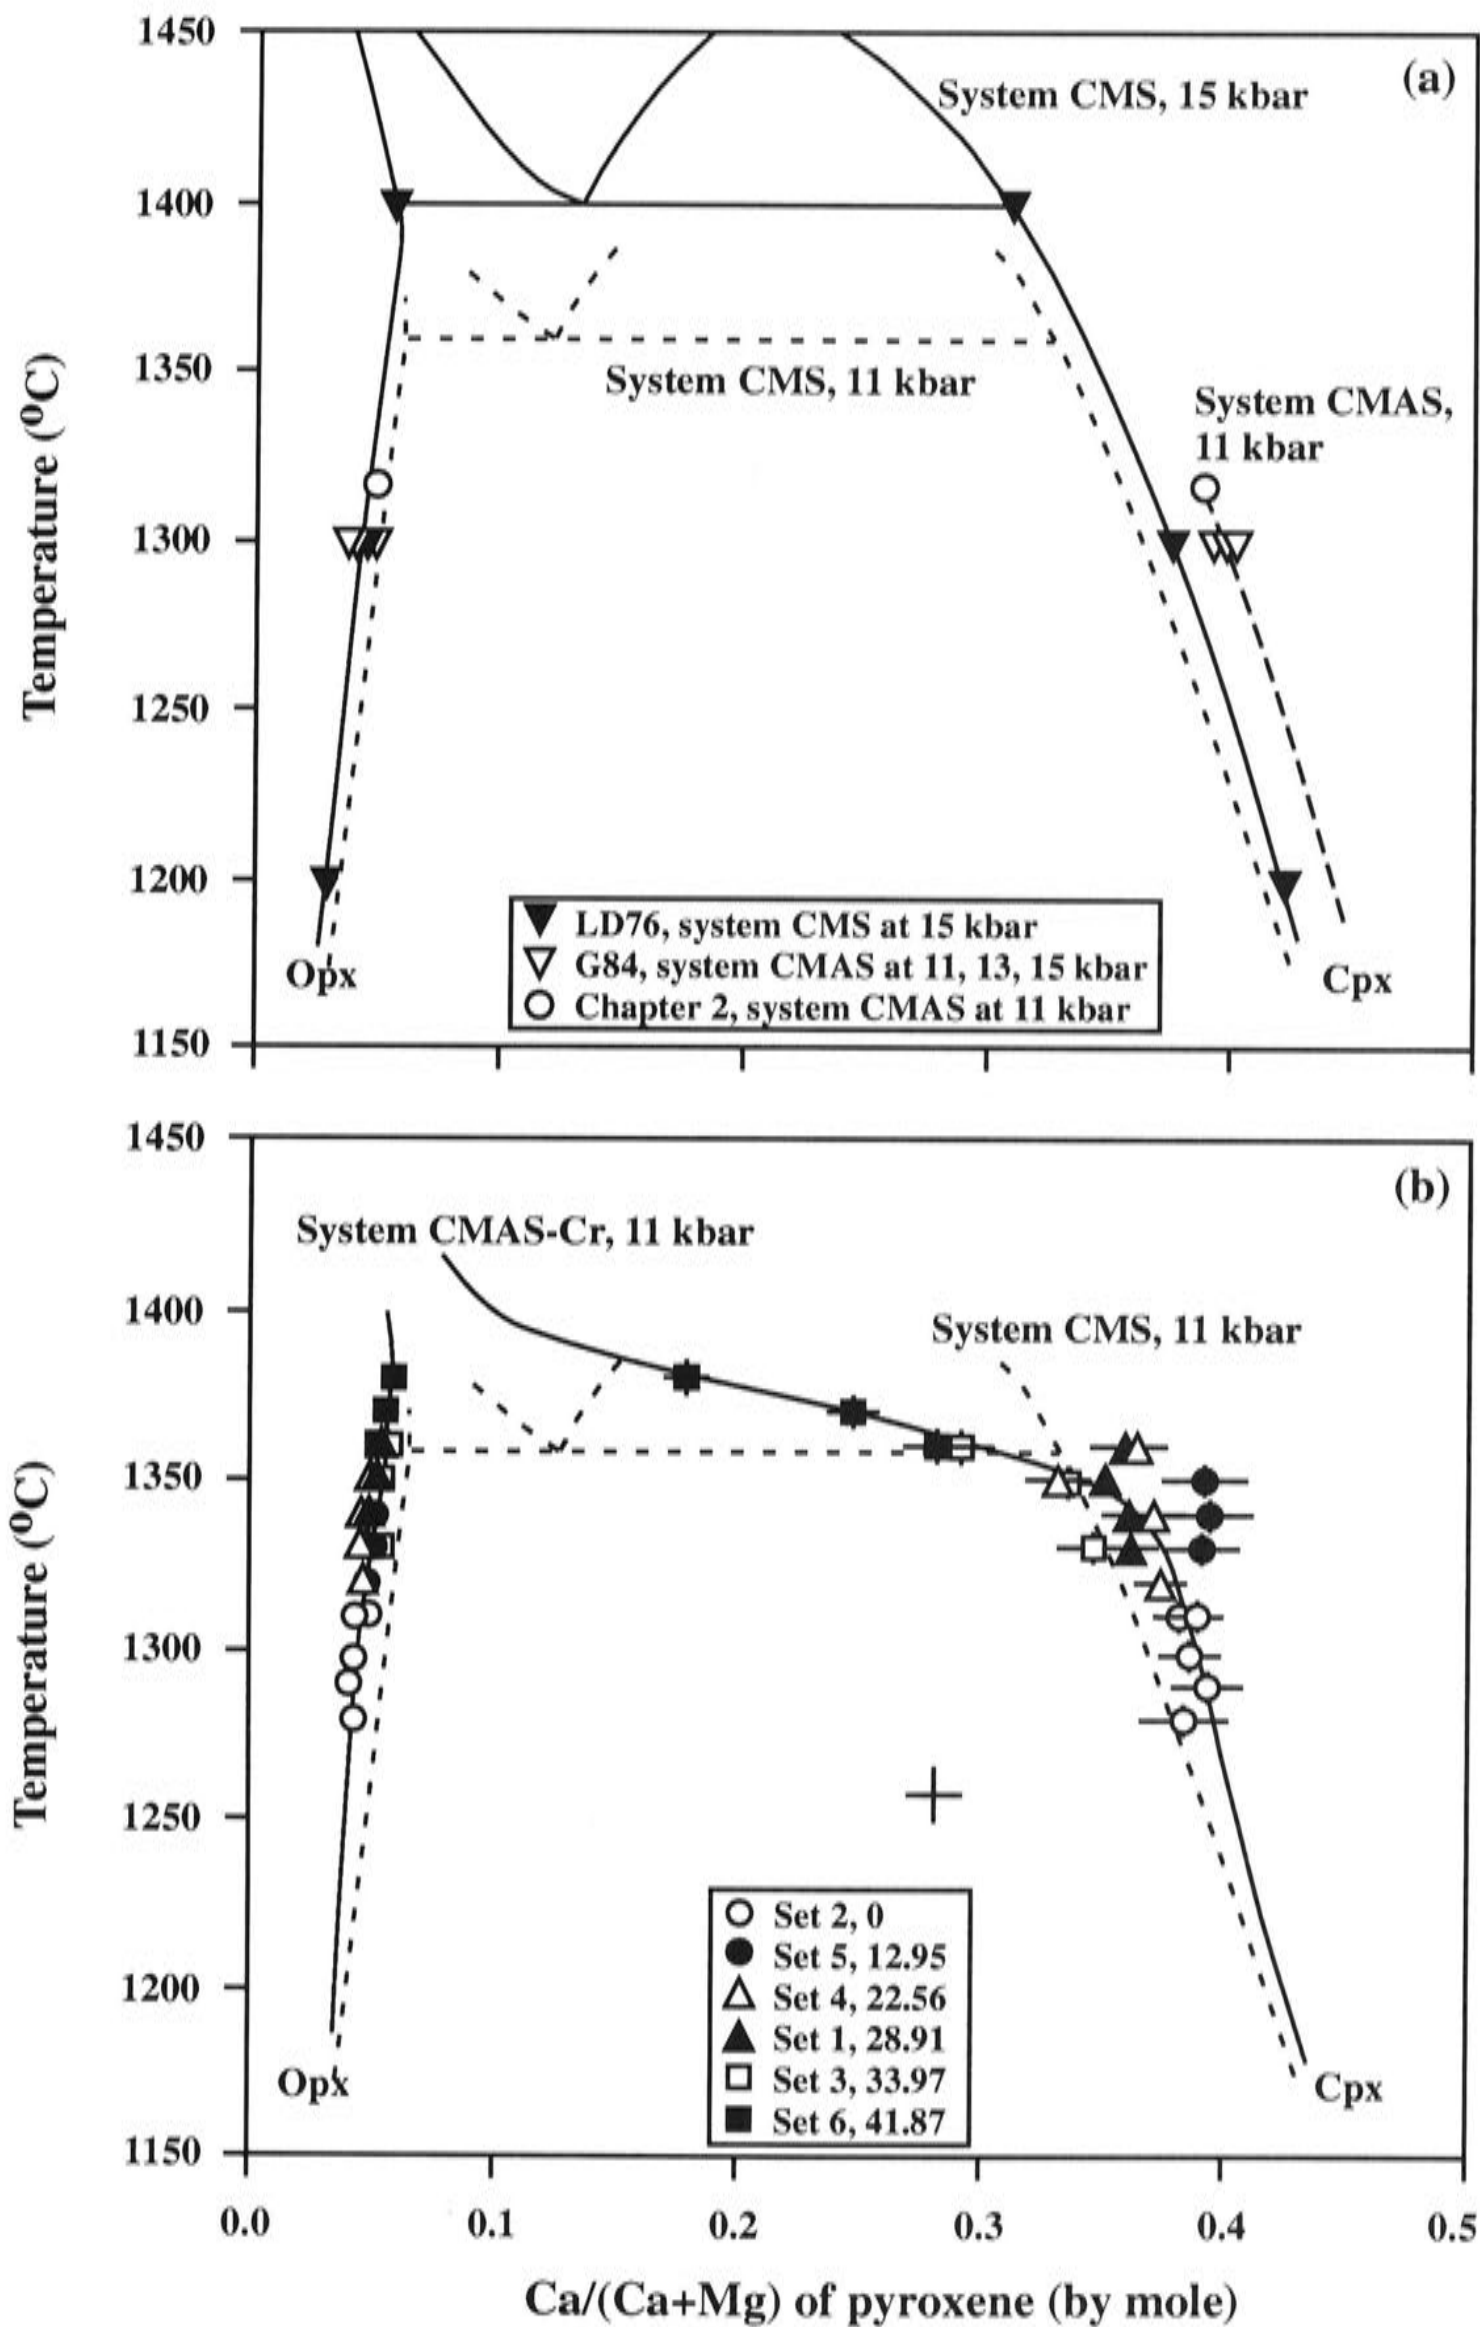 1450
(a)
System CMS, 15 kbar
1400
1350
System CMS, 11 kbar
System CMAS,
11 kbar
1300
1250
1200
LD76, system CMS at 15 kbar
G84, system CMAS at 11, 13, 15 kbar
Chapter 2, system CMAS at 11 kbar
Opx
Cpx
1150
Temperature (ºC)
1450
(b)
System CMAS-Cr, 11 kbar
1400
System CMS, 11 kbar
1350
1300
1250
Set 2, 0
Set 5, 12.95
1200
Set 4, 22.56
Set 1, 28.91
Set 3, 33.97
Set 6, 41.87
Opx
Cpx
1150
Temperature (ºC)
0.0 0.1 0.2 0.3 0.4 0.5
Ca/(Ca+Mg) of pyroxene (by mole)